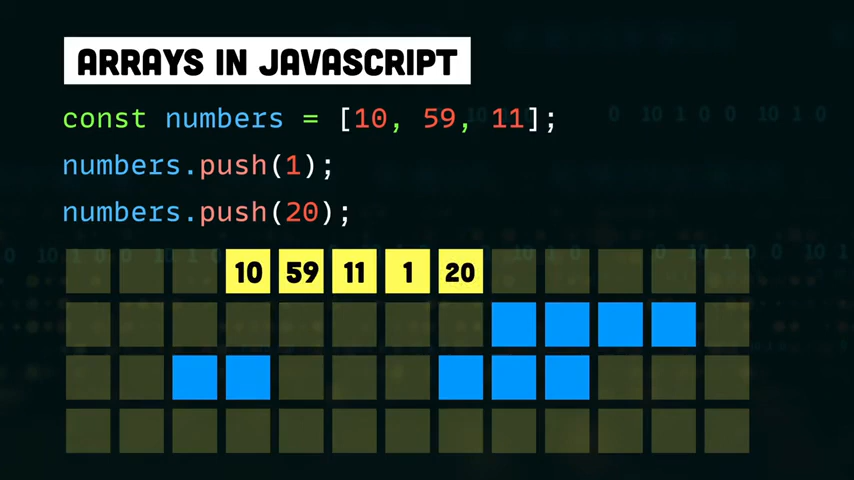 ARRAYS IN JAVASCRIPT
const numbers = [10, 59, 11];
numbers.push(1);
numbers.push(20);
10 59 11 1 20